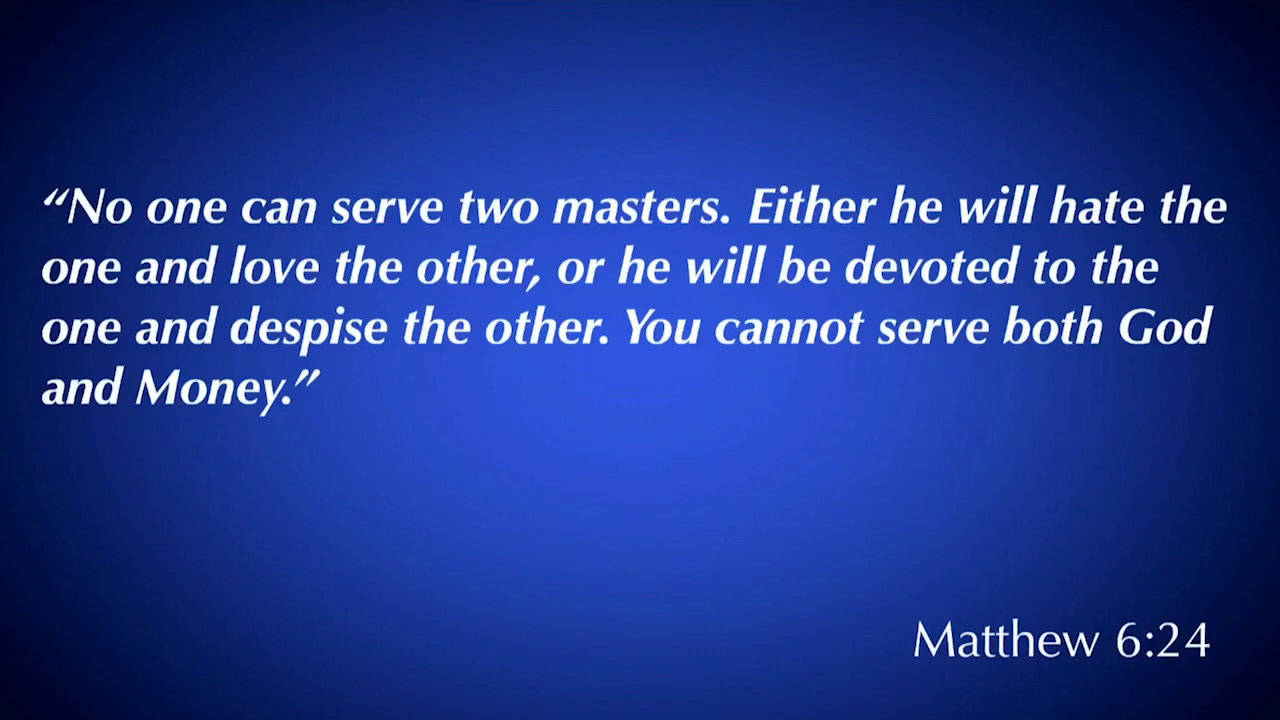 “No one can serve two masters. Either he will hate the
one and love the other, or he will be devoted to the
one and despise the other. You cannot serve both God
and Money.”
Matthew 6:24